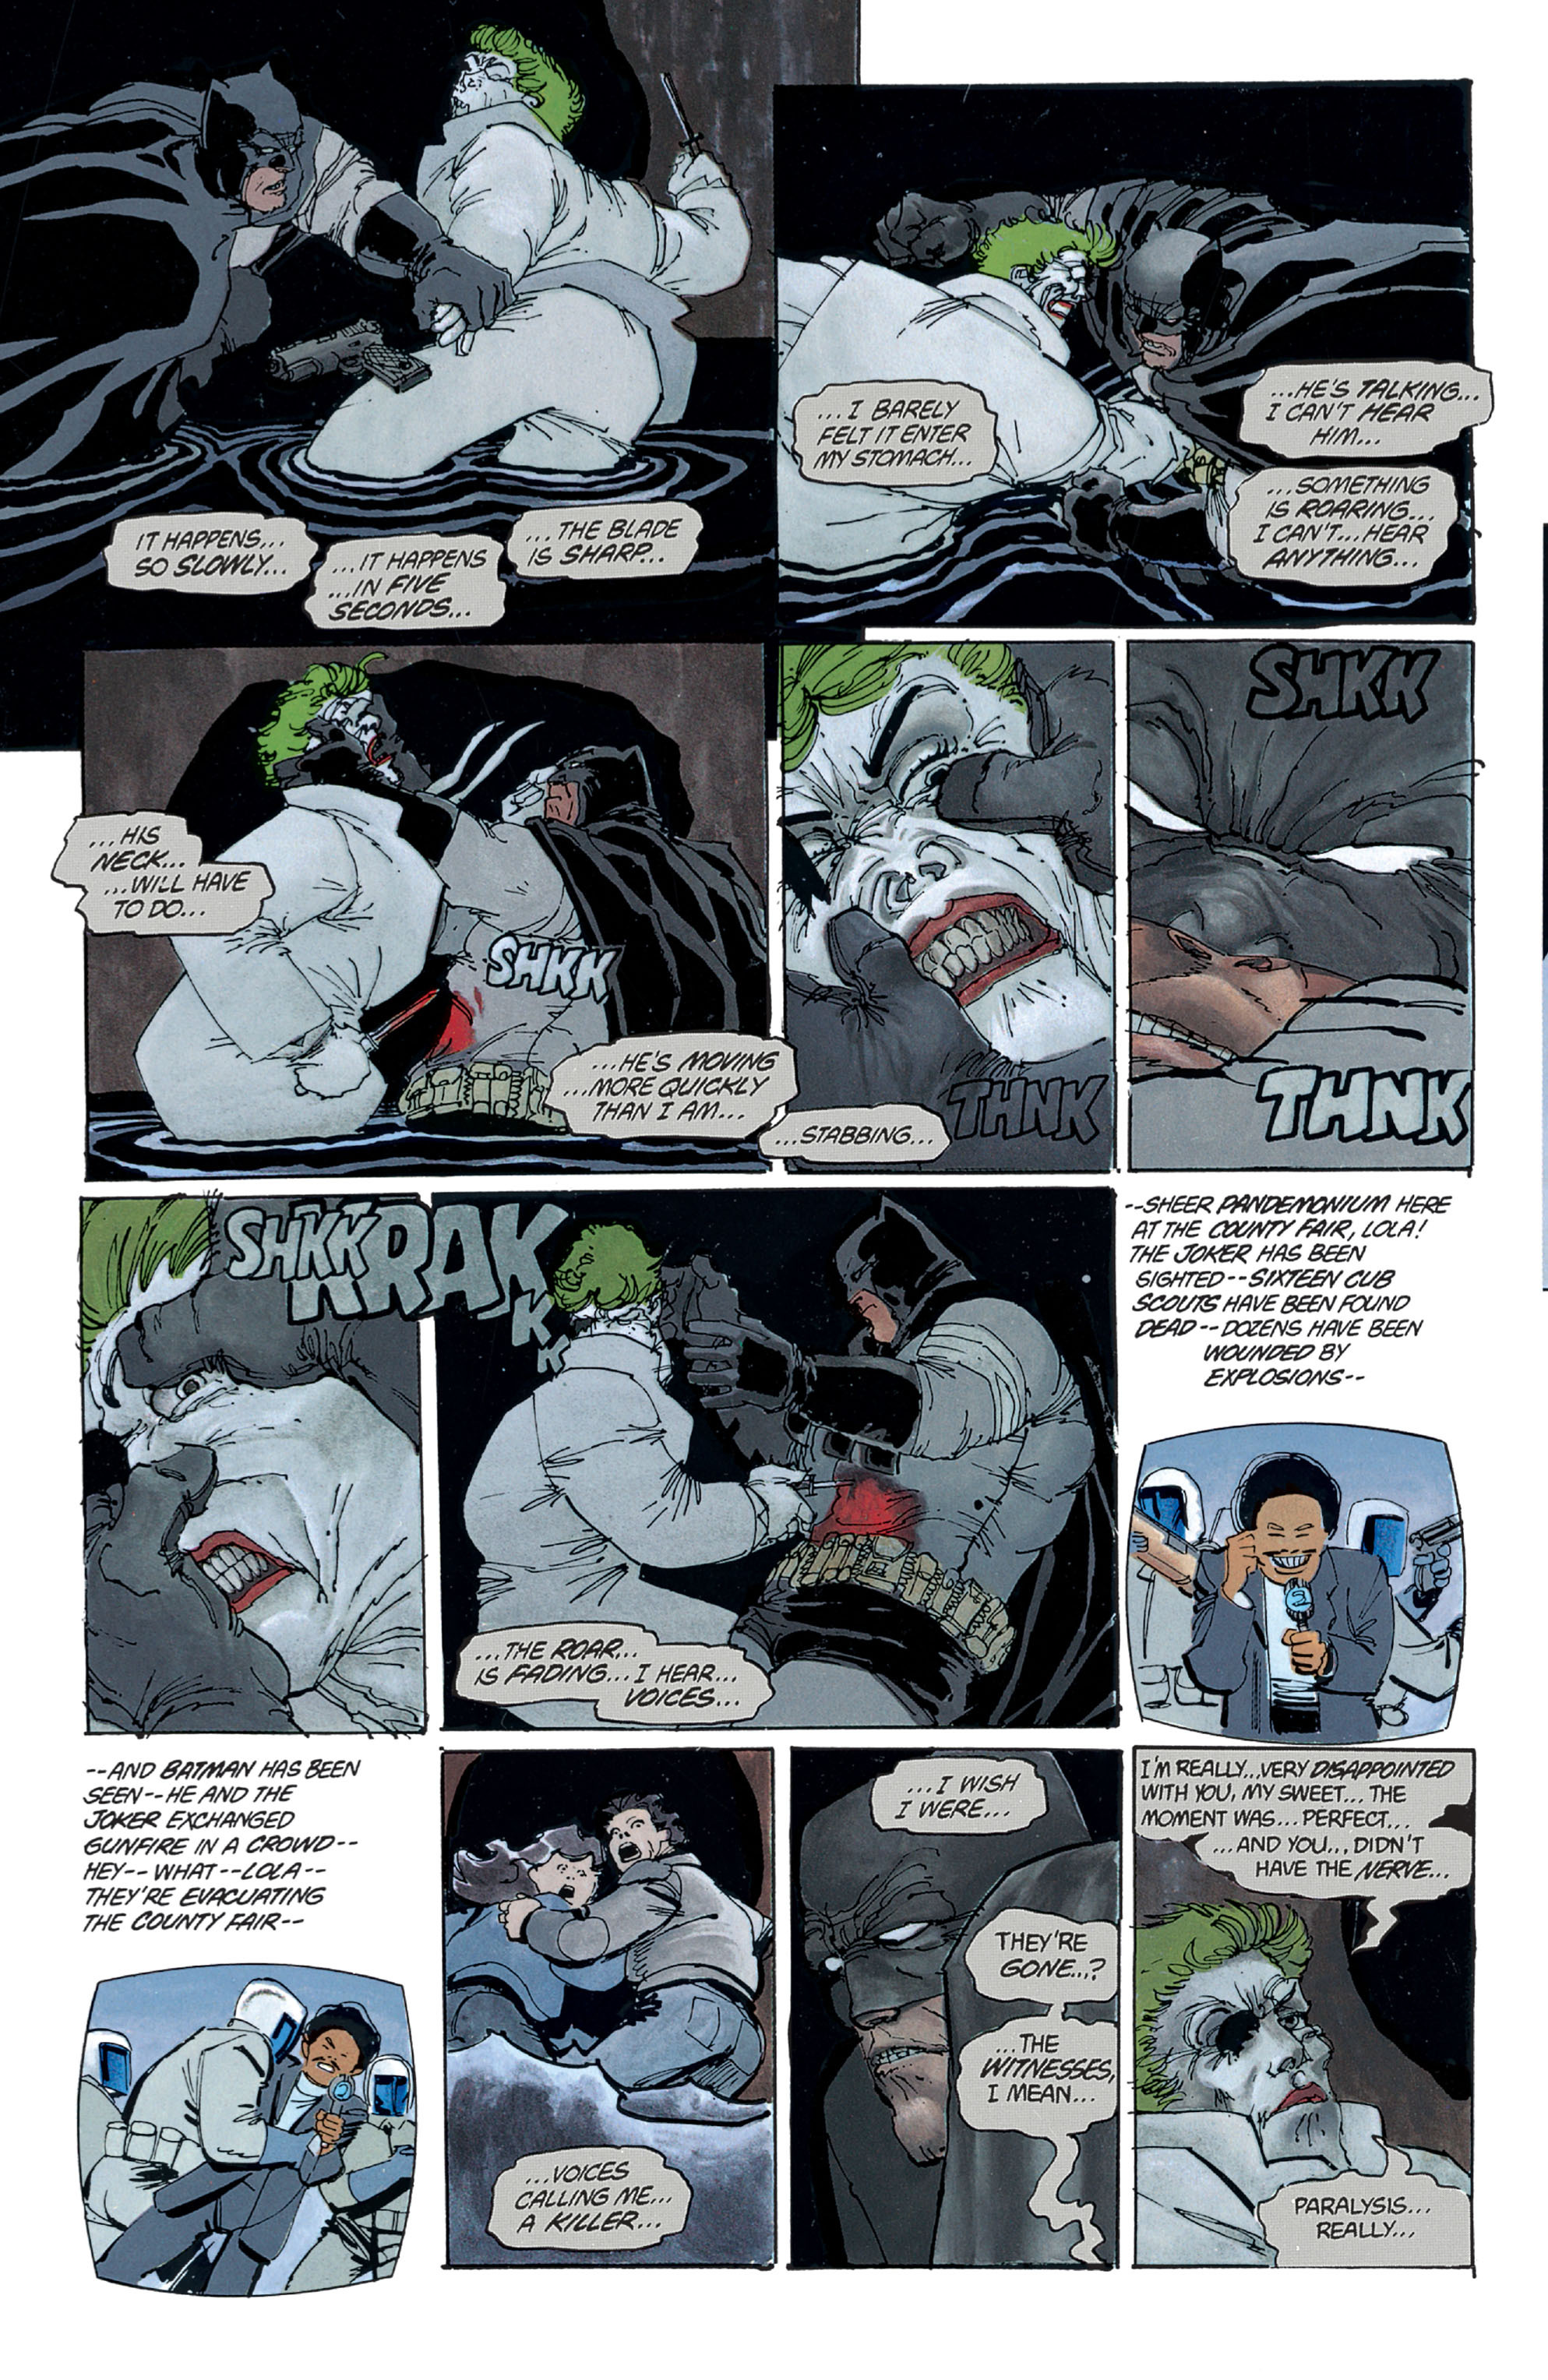 IT HAPPENS...
SO SLOWLY...
...IT HAPPENS
...IN FIVE
SECONDS...
...THE BLADE
IS SHARP...
...I BARELY
FELT IT ENTER
MY STOMACH...
...HE'S TALKING...
I CAN'T HEAR
HIM...
...SOMETHING
IS ROARING...
I CAN'T...HEAR
ANYTHING...
...HIS
NECK...
...WILL HAVE
TO DO...
SHKK
...HE'S MOVING
...MORE QUICKLY
THAN I AM...
...STABBING...
THNK
SHKK
THNK
SHKK
KRAK
K
K
...THE ROAR...
IS FADING...I HEAR...
VOICES...
--SHEER PANDEMONIUM HERE
AT THE COUNTY FAIR, LOLA!
THE JOKER HAS BEEN
SIGHTED--SIXTEEN CUB
SCOUTS HAVE BEEN FOUND
DEAD--DOZENS HAVE BEEN
WOUNDED BY
EXPLOSIONS--
2
--AND BATMAN HAS BEEN
SEEN--HE AND THE
JOKER EXCHANGED
GUNFIRE IN A CROWD--
HEY--WHAT--LOLA--
THEY'RE EVACUATING
THE COUNTY FAIR--
2
...VOICES
CALLING ME...
A KILLER...
...I WISH
I WERE...
THEY'RE
GONE...?
...THE
WITNESSES,
I MEAN...
I'M REALLY...VERY DISAPPOINTED
WITH YOU, MY SWEET...THE
MOMENT WAS...PERFECT...
...AND YOU...DIDN'T
HAVE THE NERVE...
PARALYSIS...
REALLY...